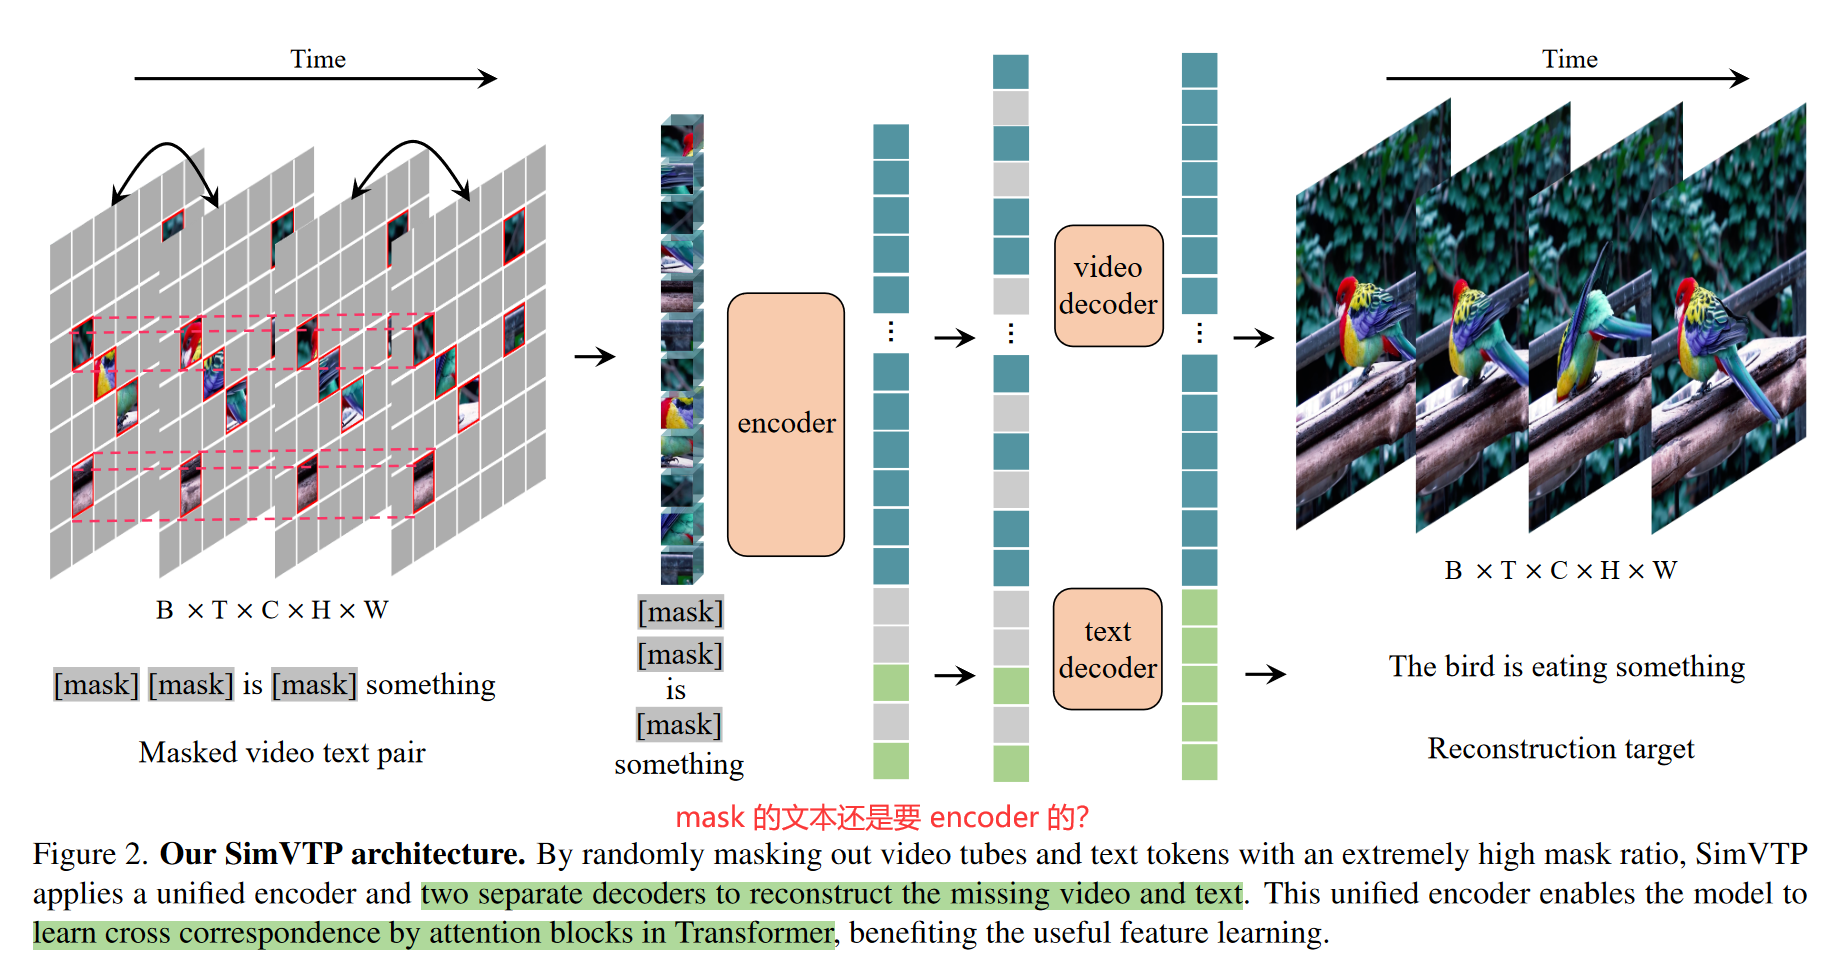 Time
Time
B × T × C × H × W
[mask] [mask] is [mask] something
Masked video text pair
[mask]
[mask]
is
[mask]
something
encoder
...
...
video
decoder
text
decoder
...
B × T × C × H × W
The bird is eating something
Reconstruction target
mask 的文本还是要 encoder 的?
Figure 2. Our SimVTP architecture. By randomly masking out video tubes and text tokens with an extremely high mask ratio, SimVTP
applies a unified encoder and two separate decoders to reconstruct the missing video and text. This unified encoder enables the model to
learn cross correspondence by attention blocks in Transformer, benefiting the useful feature learning.